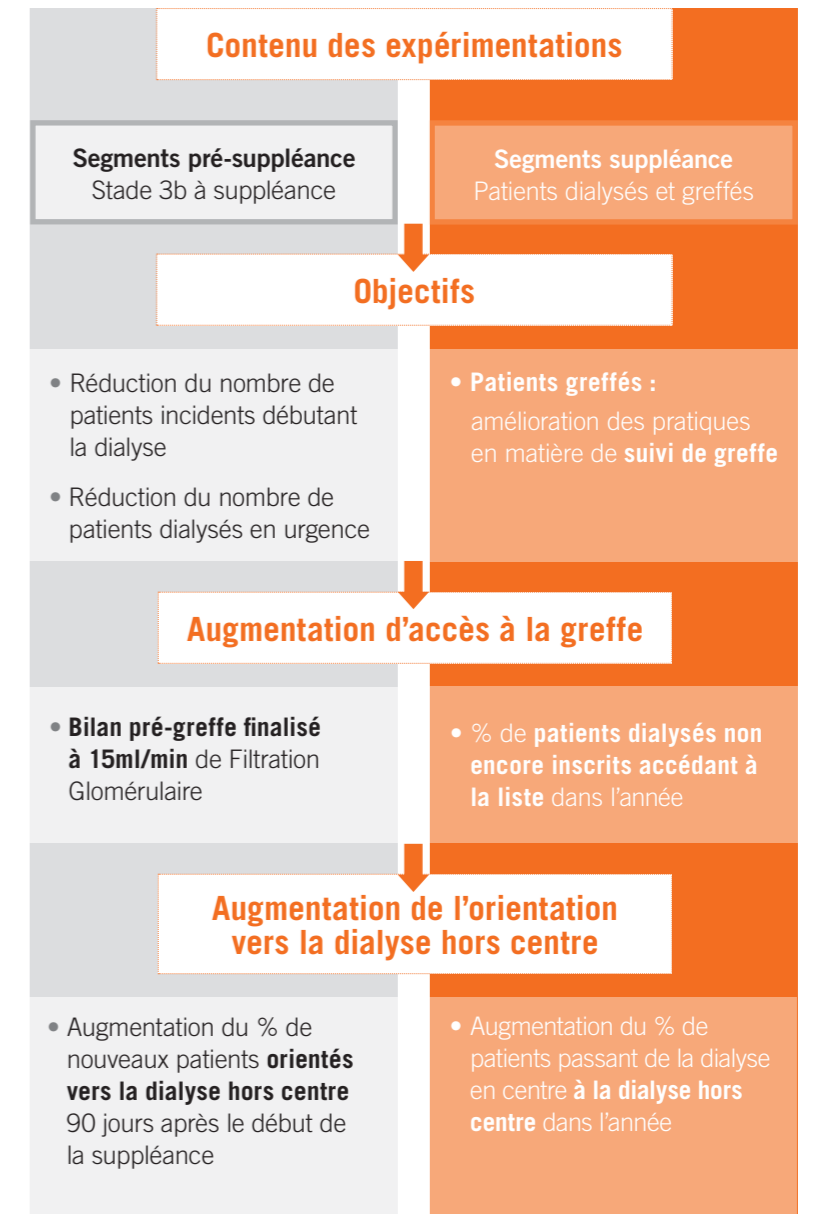 Contenu des expérimentations
Segments pré-suppléance
Stade 3b à suppléance
Segments suppléance
Patients dialysés et greffés
Objectifs
• Réduction du nombre de
patients incidents débutant
la dialyse
• Réduction du nombre de
patients dialysés en urgence
• Patients greffés :
amélioration des pratiques
en matière de suivi de greffe
Augmentation d'accès à la greffe
• Bilan pré-greffe finalisé
à 15ml/min de Filtration
Glomérulaire
• % de patients dialysés non
encore inscrits accédant à
la liste dans l'année
Augmentation de l'orientation
vers la dialyse hors centre
• Augmentation du % de
nouveaux patients orientés
vers la dialyse hors centre
90 jours après le début de
la suppléance
• Augmentation du % de
patients passant de la dialyse
en centre à la dialyse hors
centre dans l'année